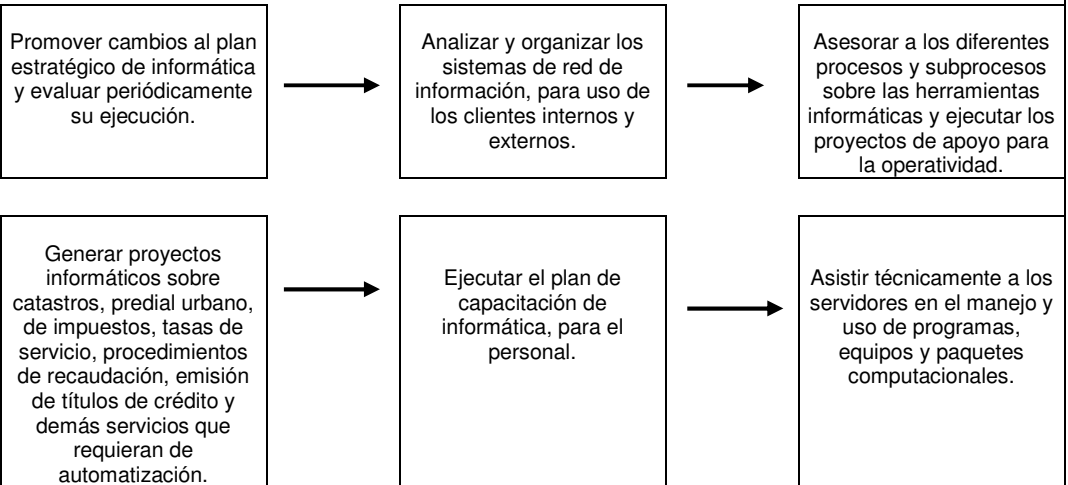 Promover cambios al plan
estratégico de informática
y evaluar periódicamente
su ejecución.
Analizar y organizar los
sistemas de red de
información, para uso de
los clientes internos y
externos.
Asesorar a los diferentes
procesos y subprocesos
sobre las herramientas
informáticas y ejecutar los
proyectos de apoyo para
la operatividad.
Generar proyectos
informáticos sobre
catastros, predial urbano,
de impuestos, tasas de
servicio, procedimientos
de recaudación, emisión
de títulos de crédito y
demás servicios que
requieran de
automatización.
Ejecutar el plan de
capacitación de
informática, para el
personal.
Asistir técnicamente a los
servidores en el manejo y
uso de programas,
equipos y paquetes
computacionales.